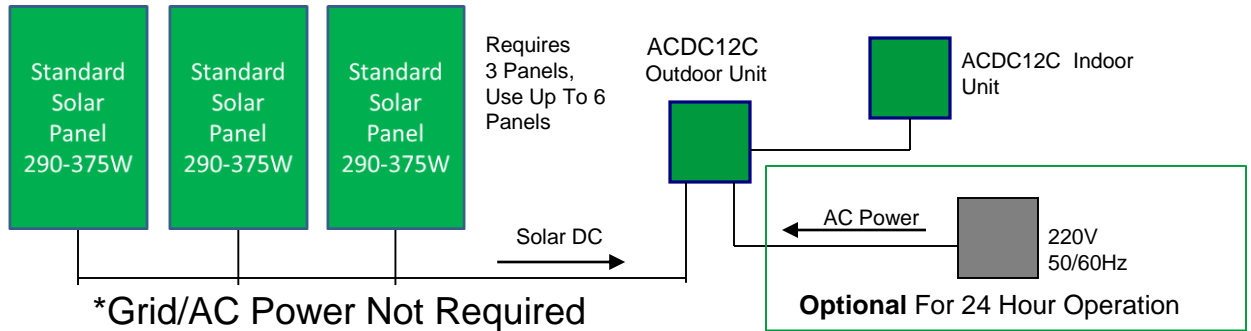 Standard
Solar
Panel
290-375W
Standard
Solar
Panel
290-375W
Standard
Solar
Panel
290-375W
Requires
3 Panels,
Use Up To 6
Panels
ACDC12C
Outdoor Unit
ACDC12C Indoor
Unit
Solar DC
AC Power
220V
50/60Hz
*Grid/AC Power Not Required
Optional For 24 Hour Operation